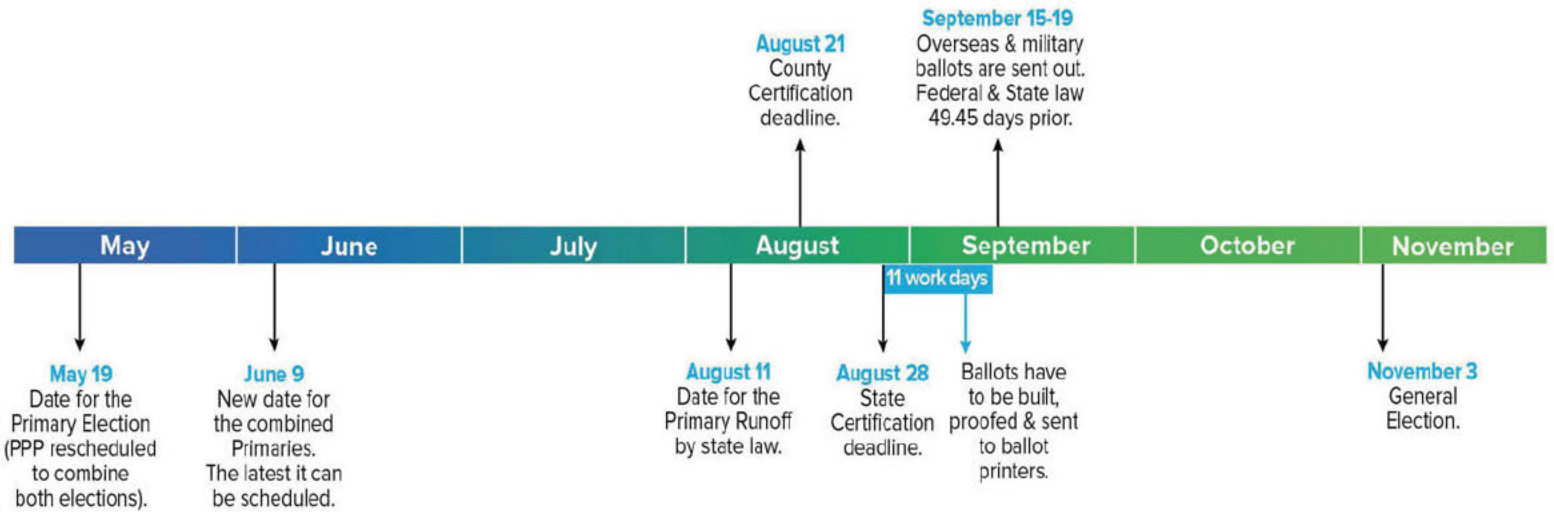 August 21
County
Certification
deadline.
September 15-19
Overseas & military
ballots are sent out.
Federal & State law
49.45 days prior.
May
June
July
August
September
October
November
11 work days
May 19
Date for the
Primary Election
(PPP rescheduled
to combine
both elections).
June 9
New date for
the combined
Primaries.
The latest it can
be scheduled.
August 11
Date for the
Primary Runoff
by state law.
August 28
State
Certification
deadline.
Ballots have
to be built,
proofed & sent
to ballot
printers.
November 3
General
Election.